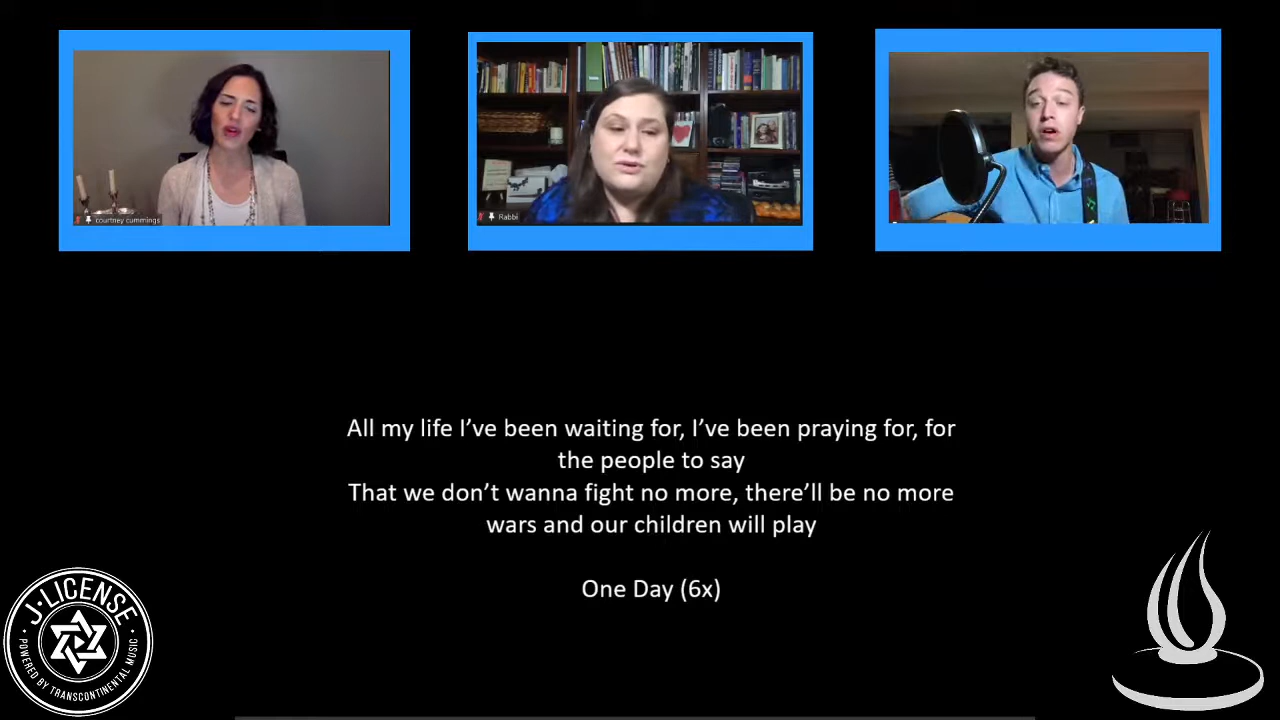 courtney cummings
Rabbi
All my life I've been waiting for, I've been praying for, for
the people to say
That we don't wanna fight no more, there'll be no more
wars and our children will play
One Day (6x)
J•LICENSE
• POWERED BY TRANSCONTINENTAL MUSIC •